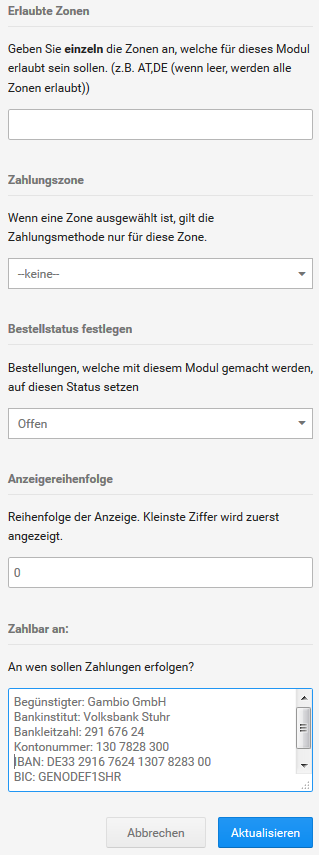 Erlaubte Zonen
Geben Sie einzeln die Zonen an, welche für dieses Modul
erlaubt sein sollen. (z.B. AT,DE (wenn leer, werden alle
Zonen erlaubt))
Zahlungszone
Wenn eine Zone ausgewählt ist, gilt die
Zahlungsmethode nur für diese Zone.
--keine--
Bestellstatus festlegen
Bestellungen, welche mit diesem Modul gemacht werden,
auf diesen Status setzen
Offen
Anzeigereihenfolge
Reihenfolge der Anzeige. Kleinste Ziffer wird zuerst
angezeigt.
0
Zahlbar an:
An wen sollen Zahlungen erfolgen?
Begünstigter: Gambio GmbH
Bankinstitut: Volksbank Stuhr
Bankleitzahl: 291 676 24
Kontonummer: 130 7828 300
IBAN: DE33 2916 7624 1307 8283 00
BIC: GENODEF1SHR
Abbrechen
Aktualisieren